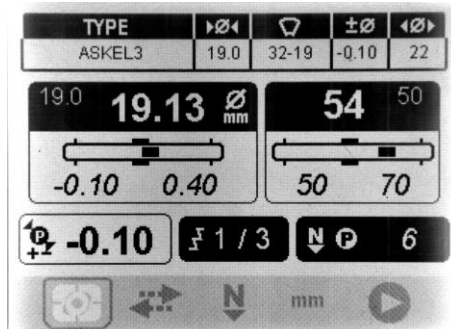 TYPE ▸Ø◂ ±Ø ◂Ø▸
ASKEL3 19.0 32-19 -0.10 22
19.0 19.13 Ø mm 54 50
-0.10 0.40 50 70
P + -0.10 1 / 3 N P 6
N mm